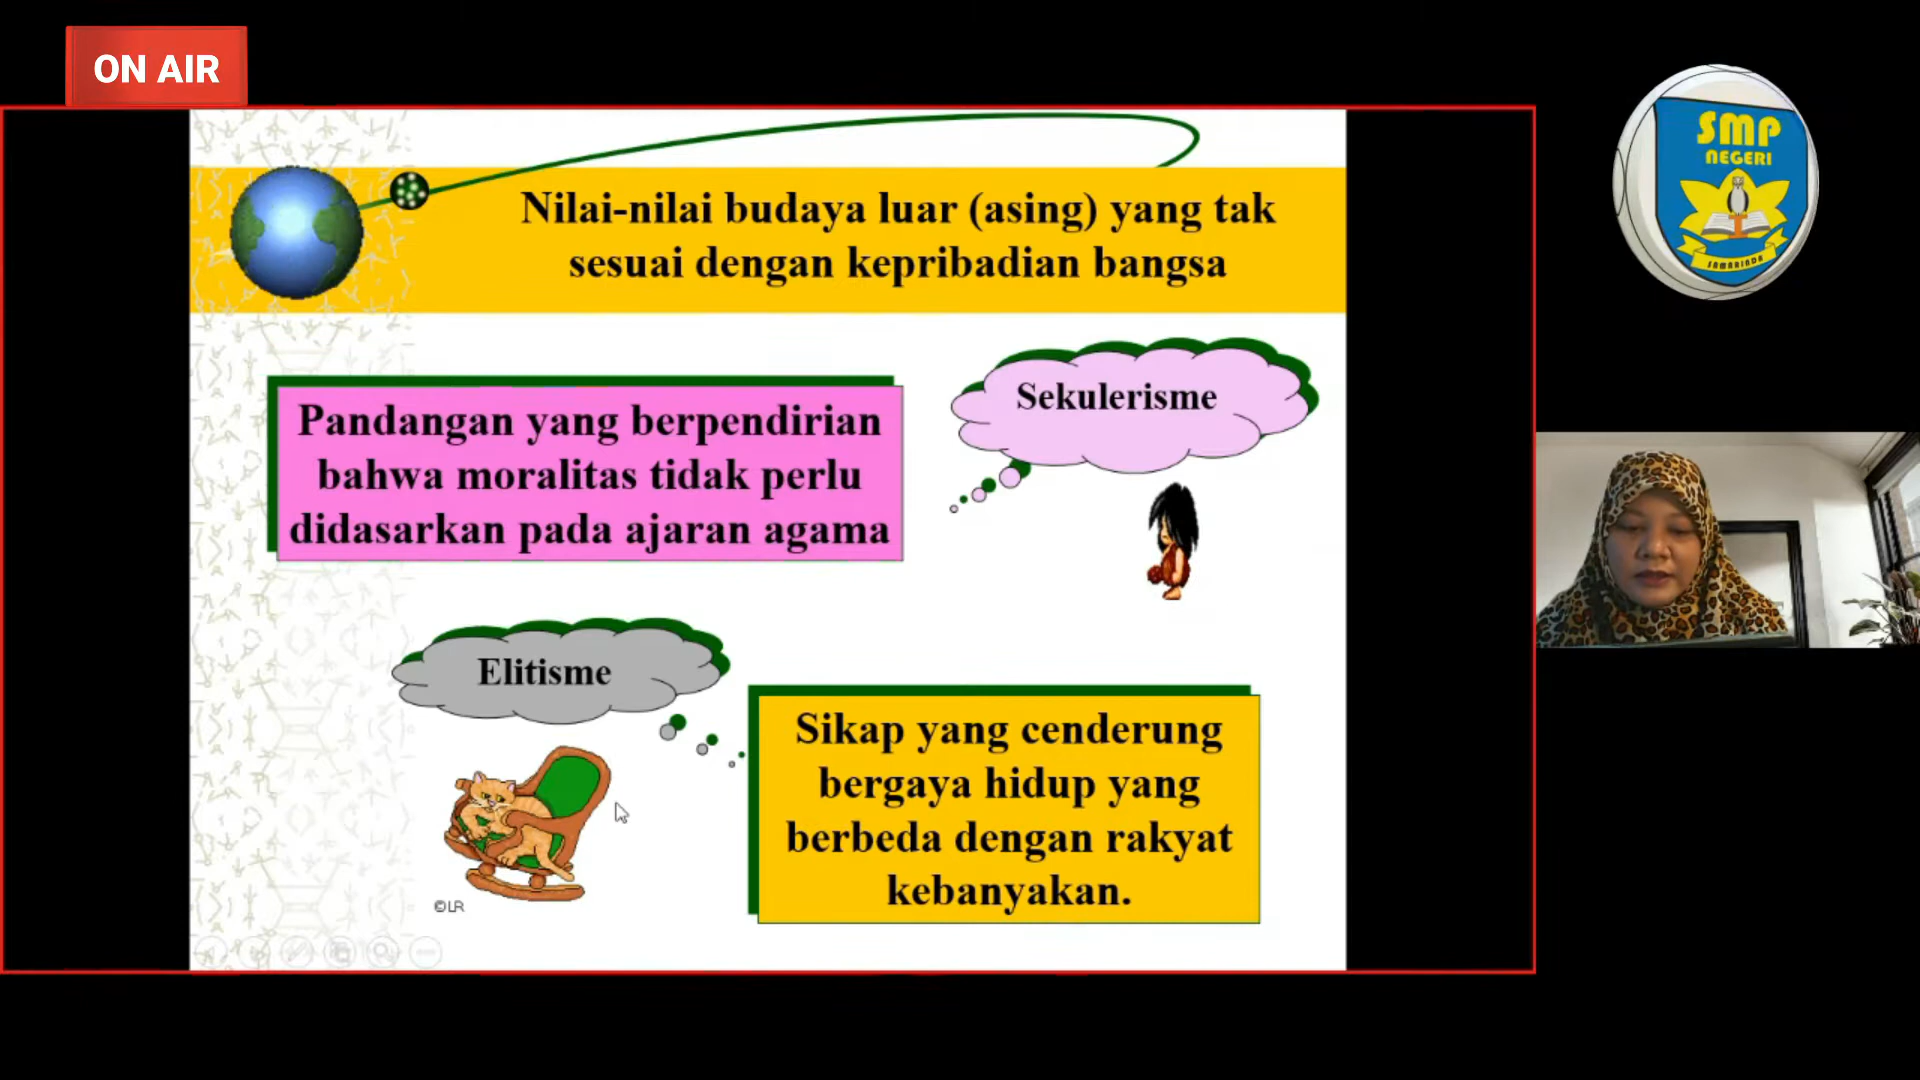 ON AIR
Nilai-nilai budaya luar (asing) yang tak
sesuai dengan kepribadian bangsa
Sekulerisme
Pandangan yang berpendirian
bahwa moralitas tidak perlu
didasarkan pada ajaran agama
Elitisme
Sikap yang cenderung
bergaya hidup yang
berbeda dengan rakyat
kebanyakan.
©LR
SMP
NEGERI
1
SAMARINDA